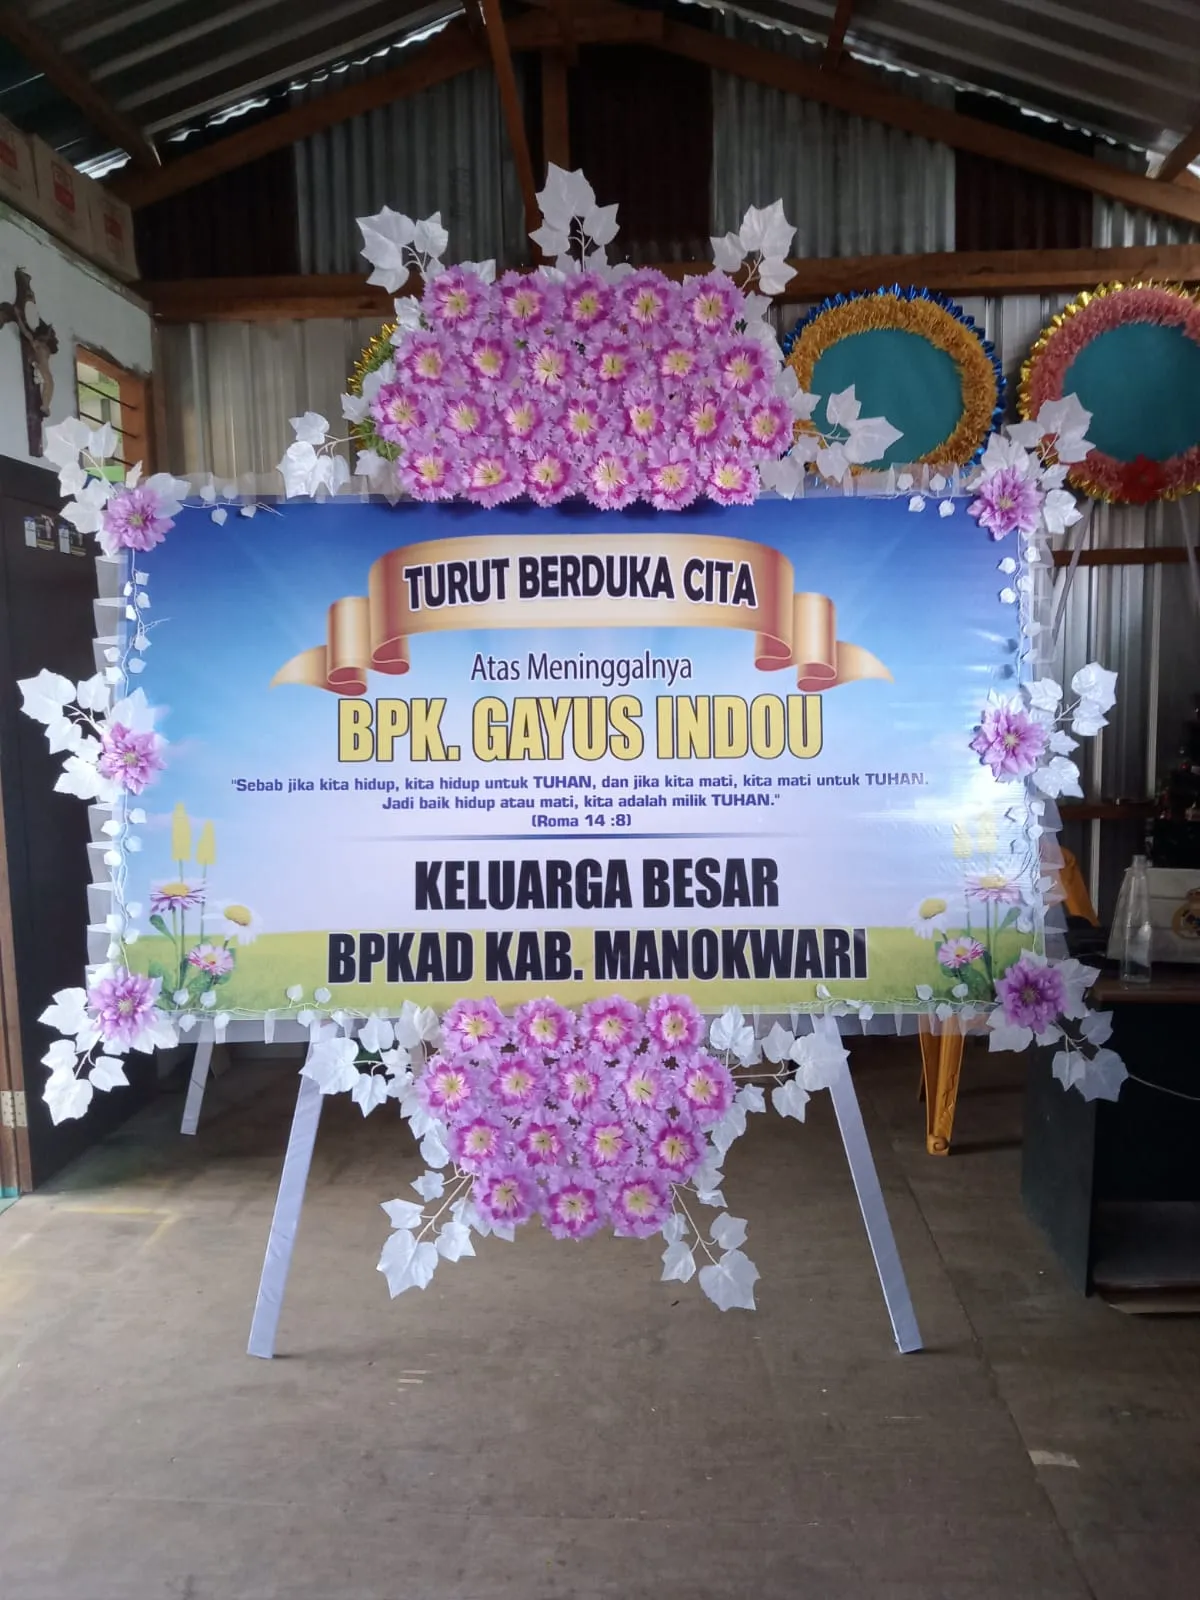 TURUT BERDUKA CITA
Atas Meninggalnya
BPK. GAYUS INDOU
"Sebab jika kita hidup, kita hidup untuk TUHAN, dan jika kita mati, kita mati untuk TUHAN.
Jadi baik hidup atau mati, kita adalah milik TUHAN."
(Roma 14 :8)
KELUARGA BESAR
BPKAD KAB. MANOKWARI